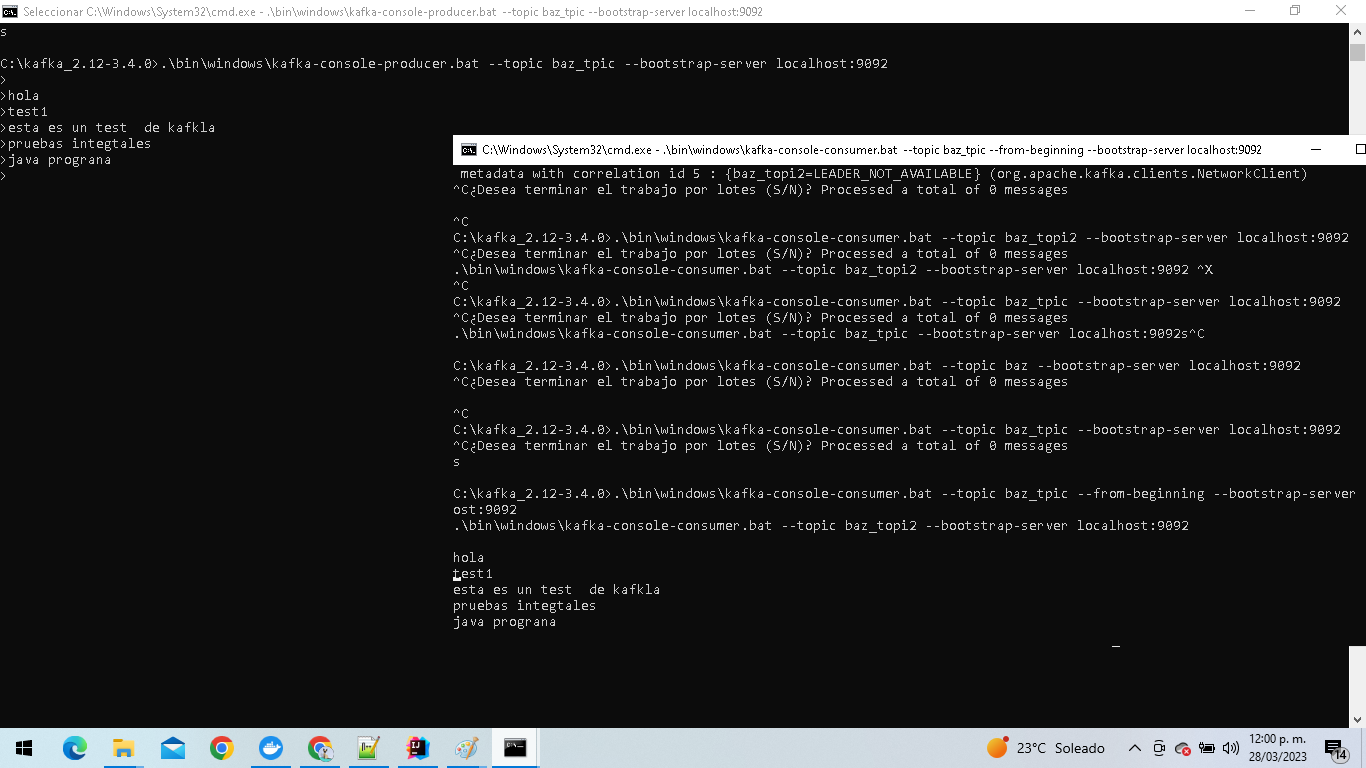 Seleccionar C:\Windows\System32\cmd.exe - .\bin\windows\kafka-console-producer.bat --topic baz_tpic --bootstrap-server localhost:9092
s
C:\kafka_2.12-3.4.0>.\bin\windows\kafka-console-producer.bat --topic baz_tpic --bootstrap-server localhost:9092
>
>hola
>test1
>esta es un test  de kafkla
>pruebas integtales
>java prograna
>
C:\Windows\System32\cmd.exe - .\bin\windows\kafka-console-consumer.bat --topic baz_tpic --from-beginning --bootstrap-server localhost:9092
metadata with correlation id 5 : {baz_topi2=LEADER_NOT_AVAILABLE} (org.apache.kafka.clients.NetworkClient)
^C¿Desea terminar el trabajo por lotes (S/N)? Processed a total of 0 messages
^C
C:\kafka_2.12-3.4.0>.\bin\windows\kafka-console-consumer.bat --topic baz_topi2 --bootstrap-server localhost:9092
^C¿Desea terminar el trabajo por lotes (S/N)? Processed a total of 0 messages
.\bin\windows\kafka-console-consumer.bat --topic baz_topi2 --bootstrap-server localhost:9092 ^X
^C
C:\kafka_2.12-3.4.0>.\bin\windows\kafka-console-consumer.bat --topic baz_tpic --bootstrap-server localhost:9092
^C¿Desea terminar el trabajo por lotes (S/N)? Processed a total of 0 messages
.\bin\windows\kafka-console-consumer.bat --topic baz_tpic --bootstrap-server localhost:9092s^C
C:\kafka_2.12-3.4.0>.\bin\windows\kafka-console-consumer.bat --topic baz --bootstrap-server localhost:9092
^C¿Desea terminar el trabajo por lotes (S/N)? Processed a total of 0 messages
^C
C:\kafka_2.12-3.4.0>.\bin\windows\kafka-console-consumer.bat --topic baz_tpic --bootstrap-server localhost:9092
^C¿Desea terminar el trabajo por lotes (S/N)? Processed a total of 0 messages
s
C:\kafka_2.12-3.4.0>.\bin\windows\kafka-console-consumer.bat --topic baz_tpic --from-beginning --bootstrap-server
ost:9092
.\bin\windows\kafka-console-consumer.bat --topic baz_topi2 --bootstrap-server localhost:9092
hola
test1
esta es un test  de kafkla
pruebas integtales
java prograna
23°C Soleado
12:00 p. m.
28/03/2023
14